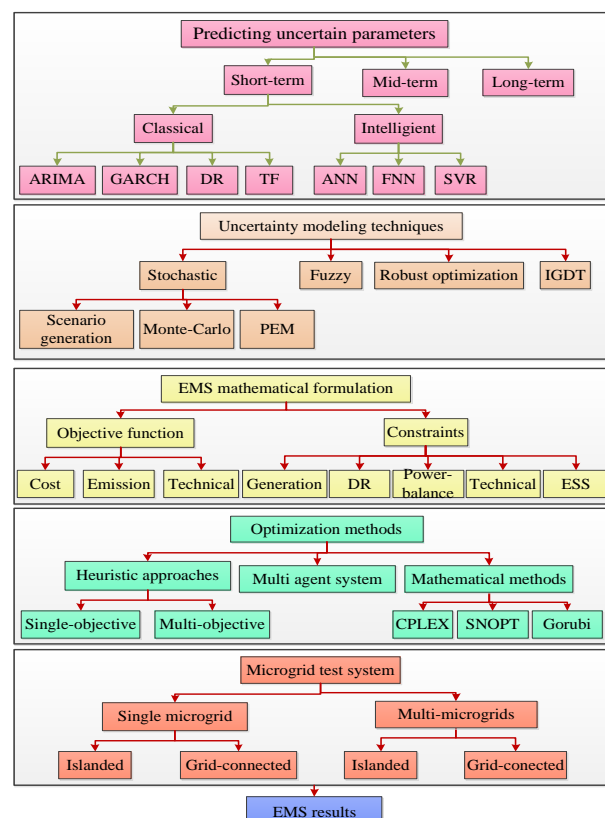 Predicting uncertain parameters
Short-term
Mid-term
Long-term
Classical
Intelligient
ARIMA
GARCH
DR
TF
ANN
FNN
SVR
Uncertainty modeling techniques
Stochastic
Fuzzy
Robust optimization
IGDT
Scenario
generation
Monte-Carlo
PEM
EMS mathematical formulation
Objective function
Constraints
Cost
Emission
Technical
Generation
DR
Power-
balance
Technical
ESS
Optimization methods
Heuristic approaches
Multi agent system
Mathematical methods
Single-objective
Multi-objective
CPLEX
SNOPT
Gorubi
Microgrid test system
Single microgrid
Multi-microgrids
Islanded
Grid-connected
Islanded
Grid-conected
EMS results